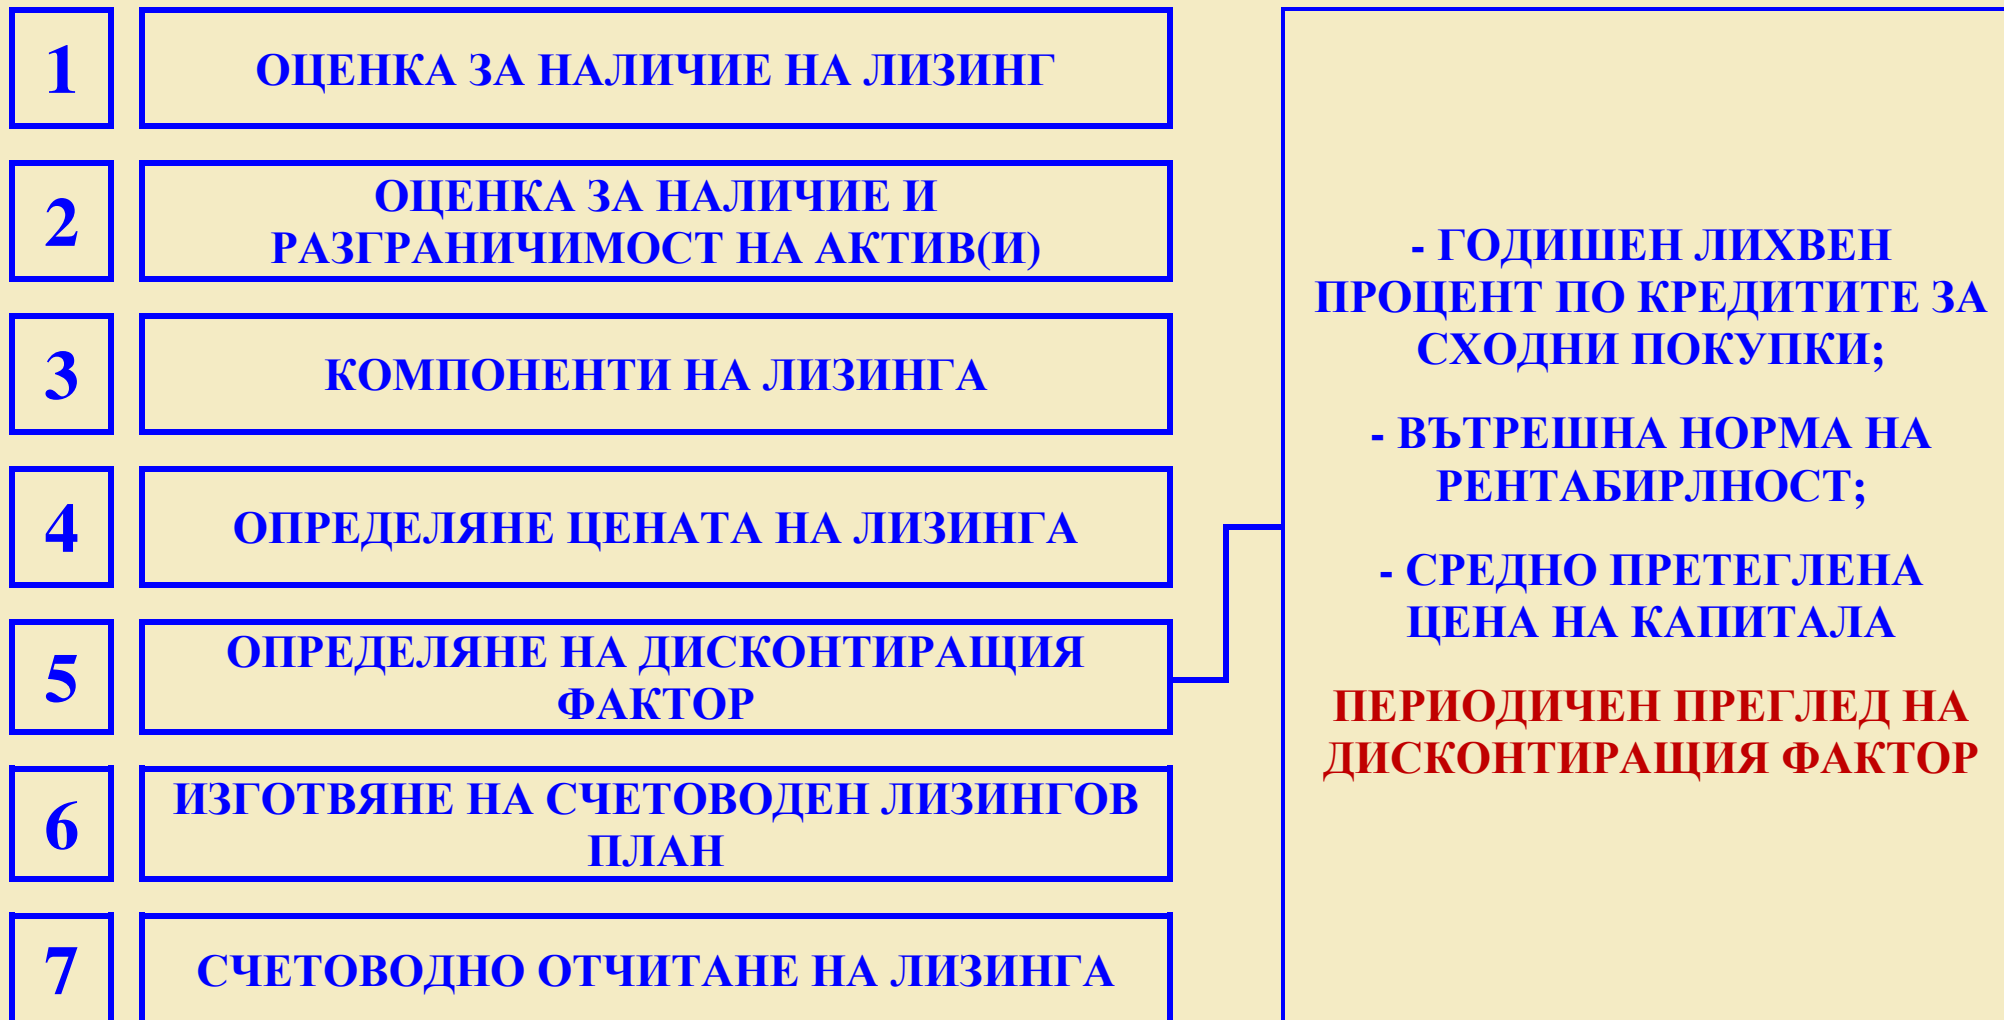 1
ОЦЕНКА ЗА НАЛИЧИЕ НА ЛИЗИНГ
2
ОЦЕНКА ЗА НАЛИЧИЕ И
РАЗГРАНИЧИМОСТ НА АКТИВ(И)
3
КОМПОНЕНТИ НА ЛИЗИНГА
4
ОПРЕДЕЛЯНЕ ЦЕНАТА НА ЛИЗИНГА
5
ОПРЕДЕЛЯНЕ НА ДИСКОНТИРАЩИЯ
ФАКТОР
6
ИЗГОТВЯНЕ НА СЧЕТОВОДЕН ЛИЗИНГОВ
ПЛАН
7
СЧЕТОВОДНО ОТЧИТАНЕ НА ЛИЗИНГА
- ГОДИШЕН ЛИХВЕН
ПРОЦЕНТ ПО КРЕДИТИТЕ ЗА
СХОДНИ ПОКУПКИ;
- ВЪТРЕШНА НОРМА НА
РЕНТАБИРЛНОСТ;
- СРЕДНО ПРЕТЕГЛЕНА
ЦЕНА НА КАПИТАЛА
ПЕРИОДИЧЕН ПРЕГЛЕД НА
ДИСКОНТИРАЩИЯ ФАКТОР